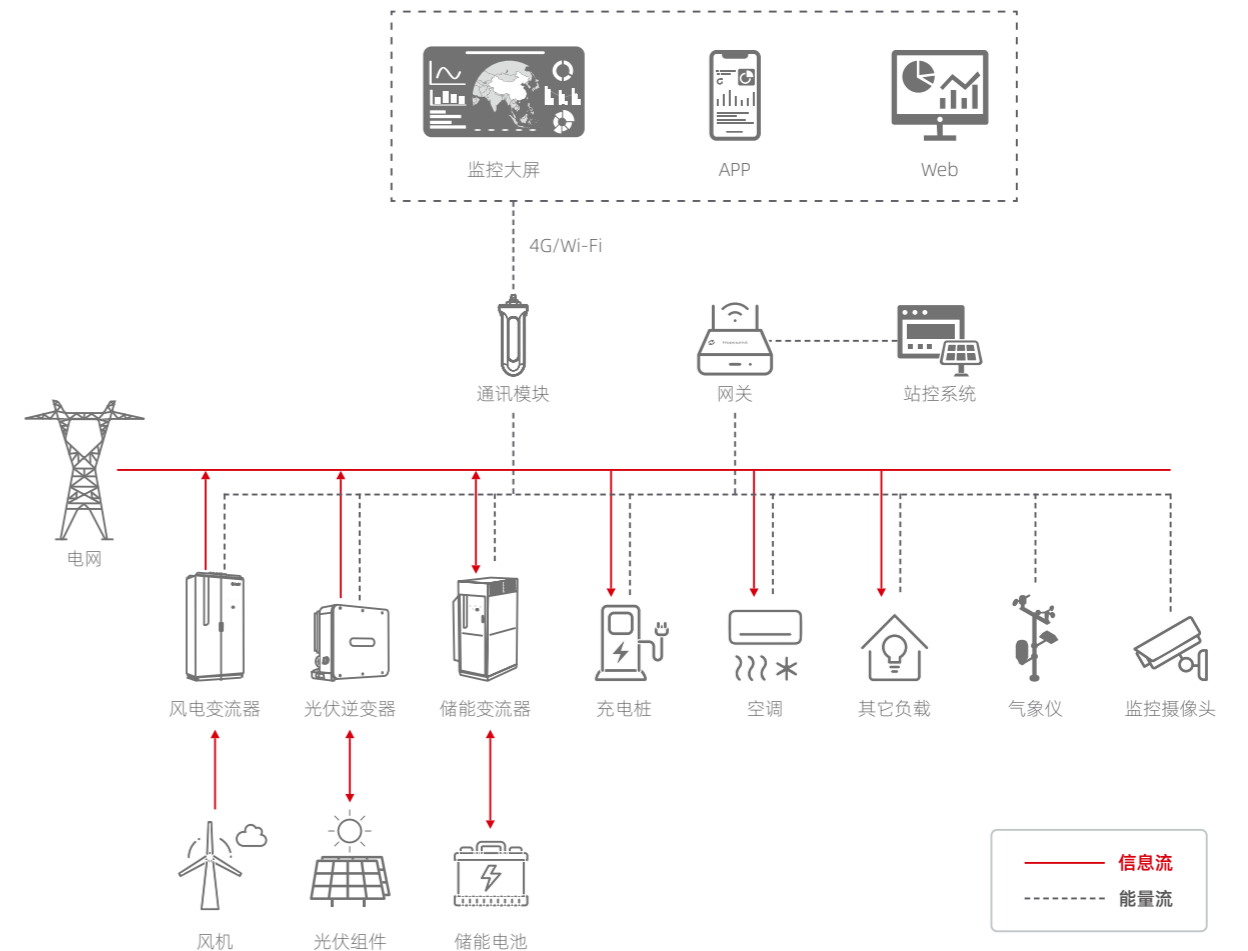 监控大屏
APP
Web
4G/Wi-Fi
通讯模块
网关
站控系统
电网
风电变流器
光伏逆变器
储能变流器
充电桩
空调
其它负载
气象仪
监控摄像头
风机
光伏组件
储能电池
信息流
能量流